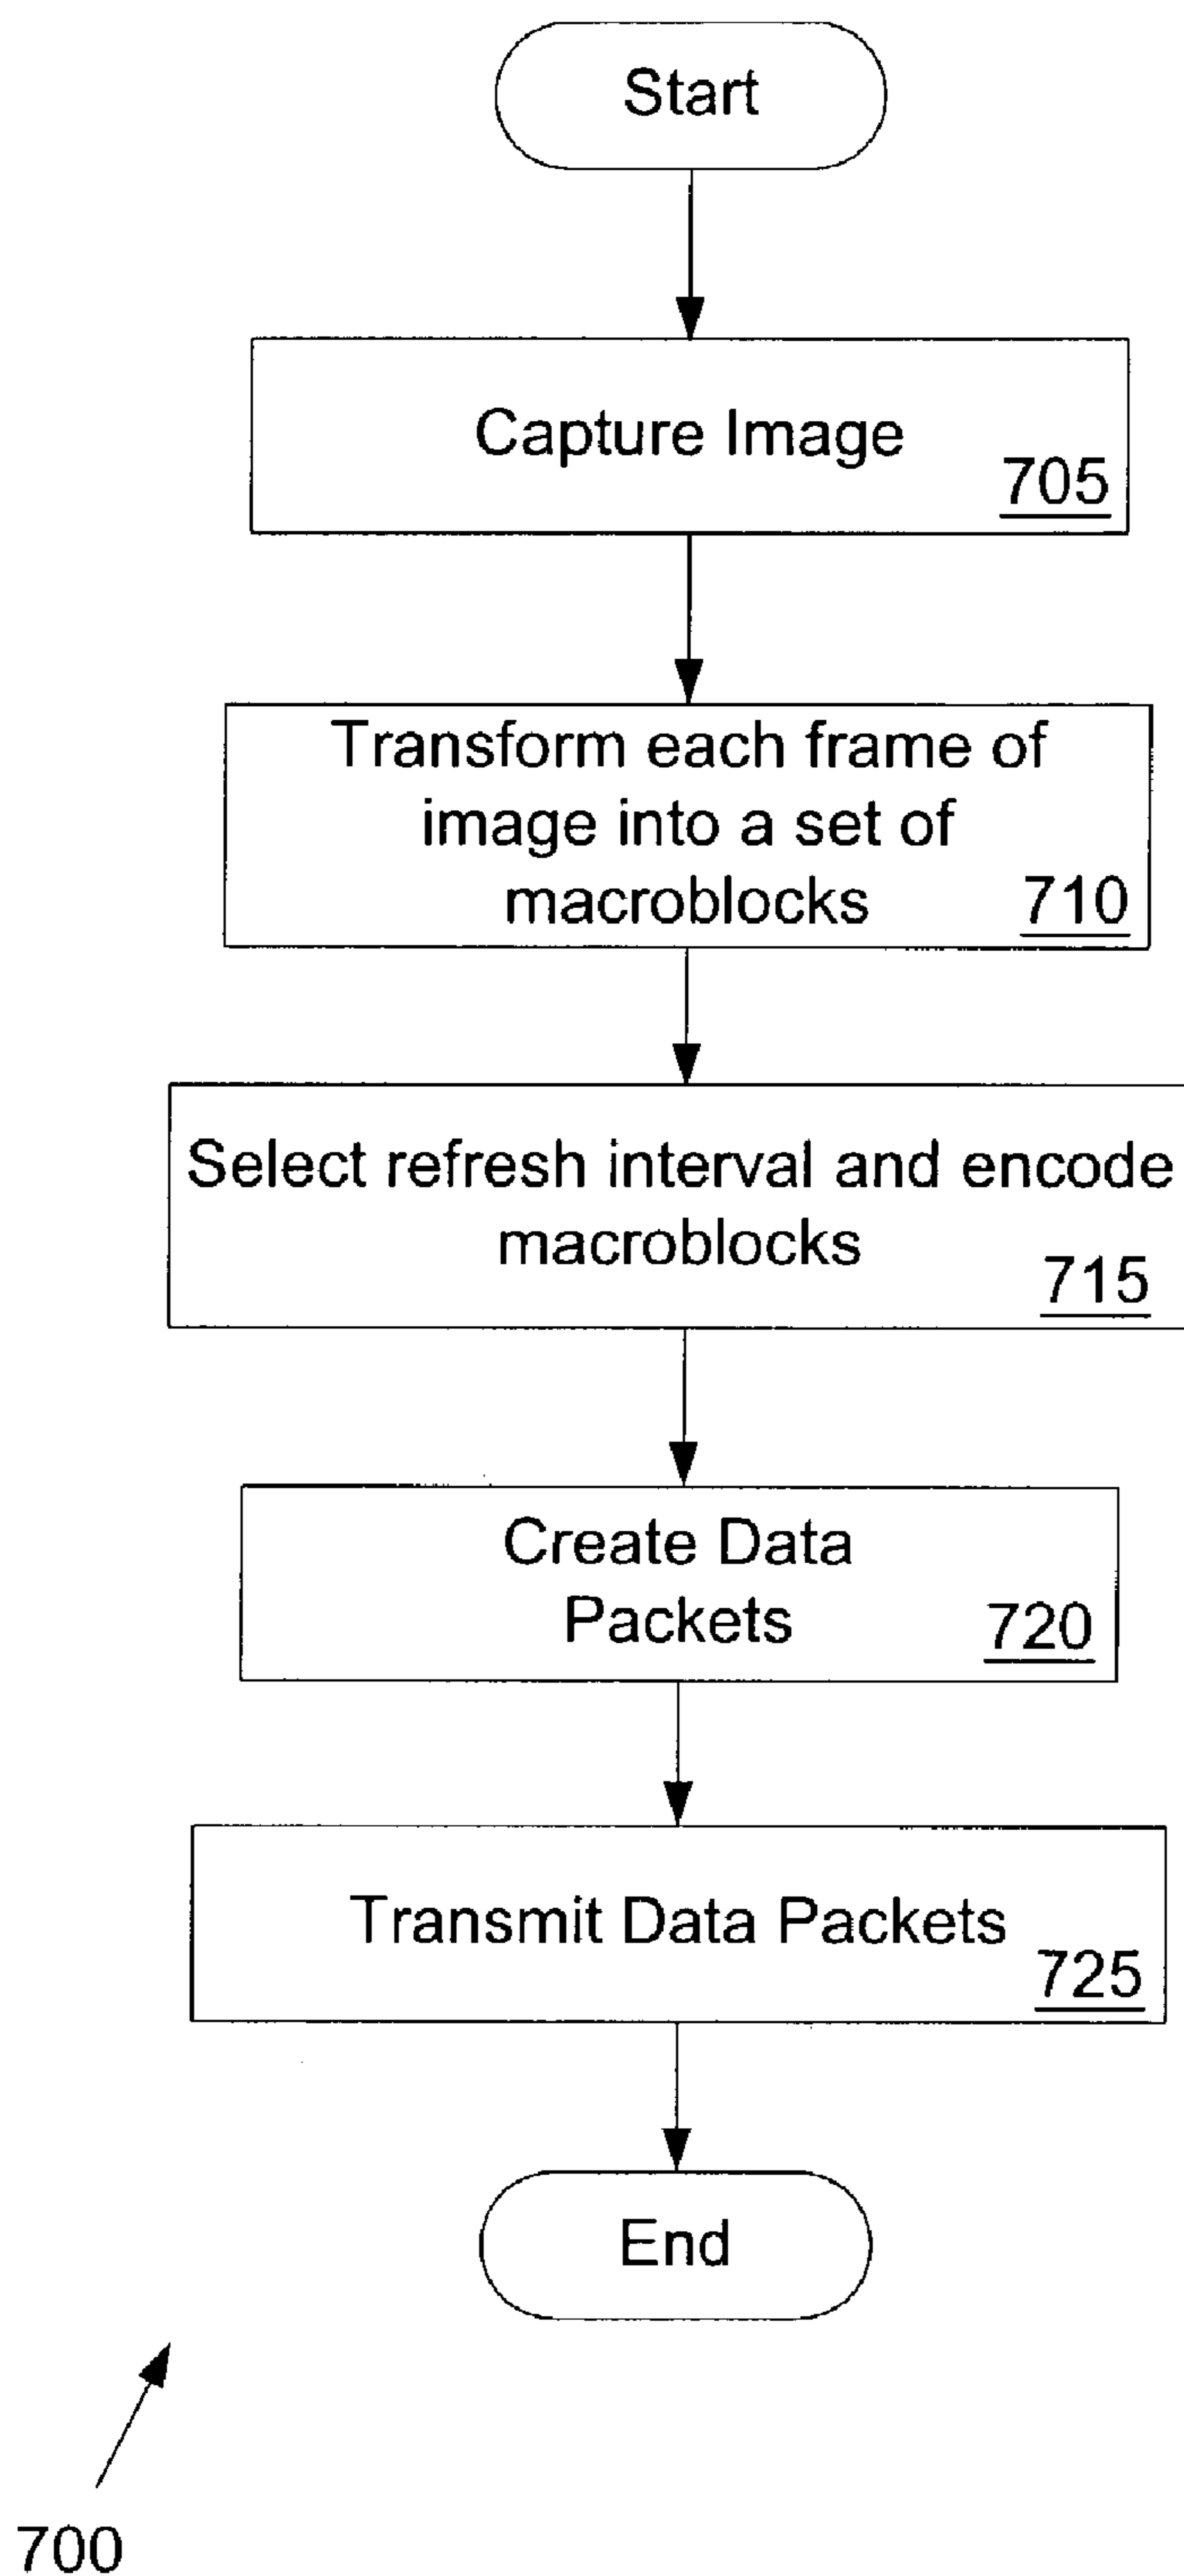 Start
Capture Image
705
Transform each frame of
image into a set of
macroblocks
710
Select refresh interval and encode
macroblocks
715
Create Data
Packets
720
Transmit Data Packets
725
End
700